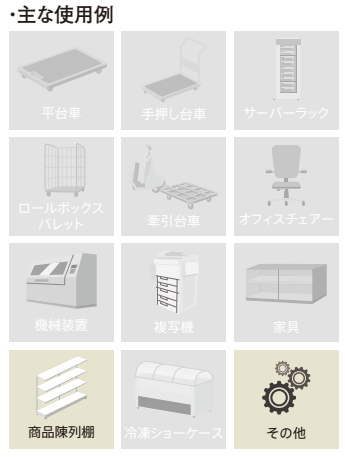 ・主な使用例
平台車
手押し台車
サーバーラック
ロールボックス
パレット
牽引台車
オフィスチェアー
機械装置
複写機
家具
商品陳列棚
冷凍ショーケース
その他